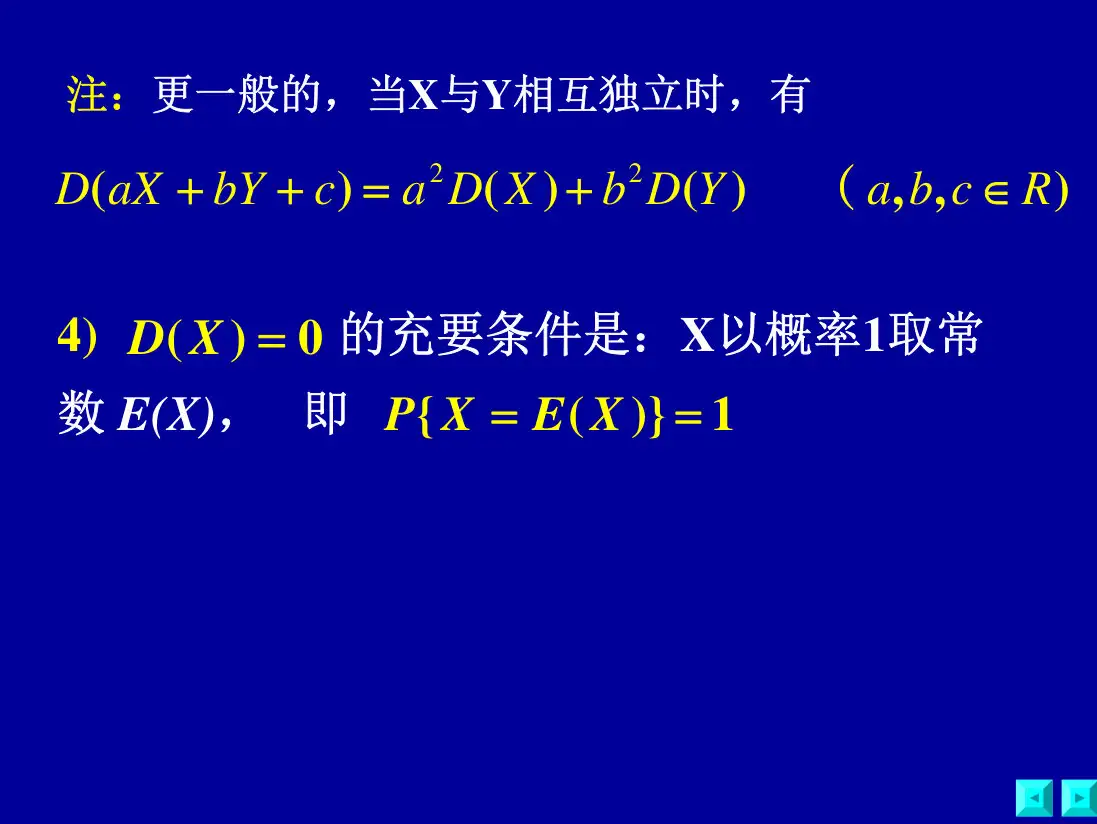 注：更一般的，当X与Y相互独立时，有
D(aX + bY + c) = a²D(X) + b²D(Y) （a,b,c ∈ R)
4) D(X) = 0 的充要条件是：X以概率1取常
数 E(X)， 即 P{X = E(X)} = 1